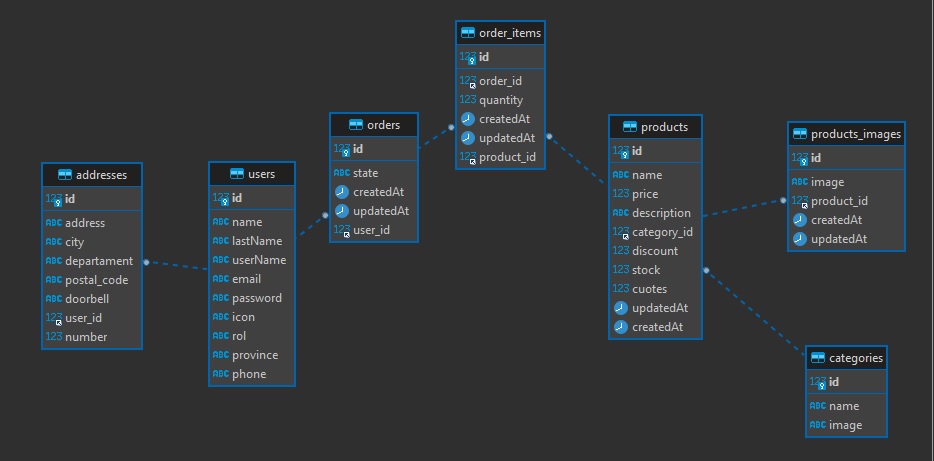 addresses
123 id
ABC address
ABC city
ABC departament
ABC postal_code
ABC doorbell
123 user_id
123 number
users
123 id
ABC name
ABC lastName
ABC userName
ABC email
ABC password
ABC icon
ABC rol
ABC province
ABC phone
orders
123 id
ABC state
createdAt
updatedAt
123 user_id
order_items
123 id
123 order_id
123 quantity
createdAt
updatedAt
123 product_id
products
123 id
ABC name
123 price
ABC description
123 category_id
123 discount
123 stock
123 cuotes
updatedAt
createdAt
products_images
123 id
ABC image
123 product_id
createdAt
updatedAt
categories
123 id
ABC name
ABC image